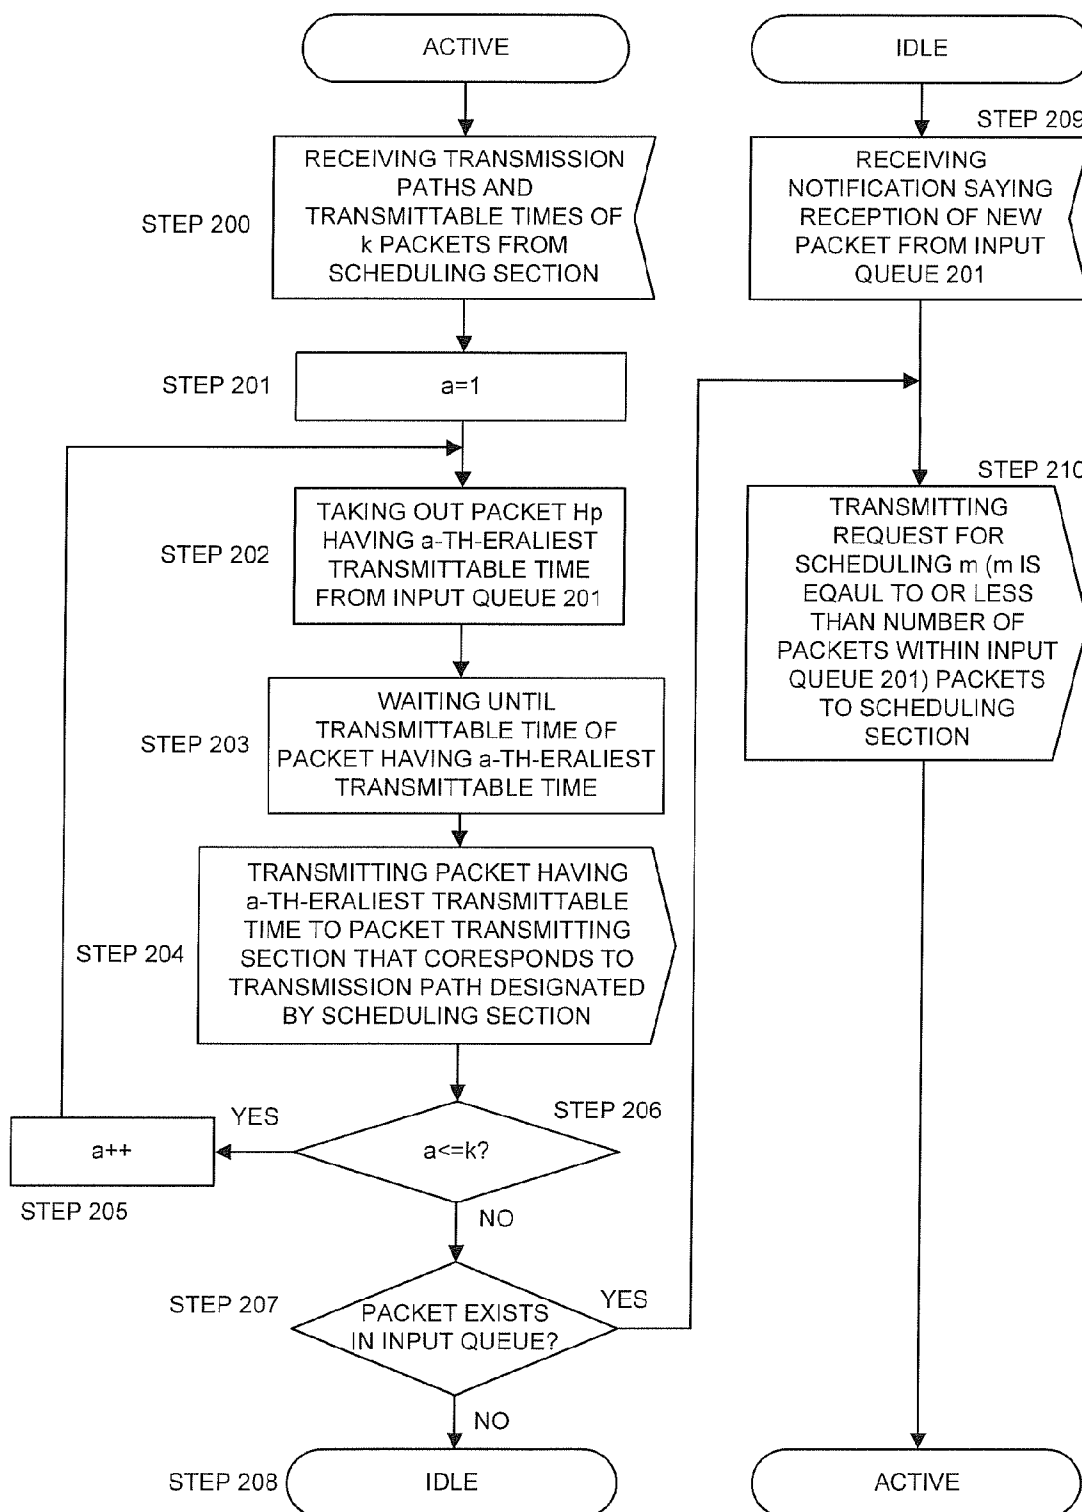 ACTIVE
STEP 200
RECEIVING TRANSMISSION
PATHS AND
TRANSMITTABLE TIMES OF
k PACKETS FROM
SCHEDULING SECTION
STEP 201
a=1
STEP 202
TAKING OUT PACKET Hp
HAVING a-TH-ERALIEST
TRANSMITTABLE TIME
FROM INPUT QUEUE 201
STEP 203
WAITING UNTIL
TRANSMITTABLE TIME OF
PACKET HAVING a-TH-ERALIEST
TRANSMITTABLE TIME
STEP 204
TRANSMITTING PACKET HAVING
a-TH-ERALIEST TRANSMITTABLE
TIME TO PACKET TRANSMITTING
SECTION THAT CORESPONDS TO
TRANSMISSION PATH DESIGNATED
BY SCHEDULING SECTION
STEP 206
a<=k?
YES
a++
STEP 205
NO
STEP 207
PACKET EXISTS
IN INPUT QUEUE?
YES
NO
STEP 208
IDLE
IDLE
STEP 209
RECEIVING
NOTIFICATION SAYING
RECEPTION OF NEW
PACKET FROM INPUT
QUEUE 201
STEP 210
TRANSMITTING
REQUEST FOR
SCHEDULING m (m IS
EQAUL TO OR LESS
THAN NUMBER OF
PACKETS WITHIN INPUT
QUEUE 201) PACKETS
TO SCHEDULING
SECTION
ACTIVE